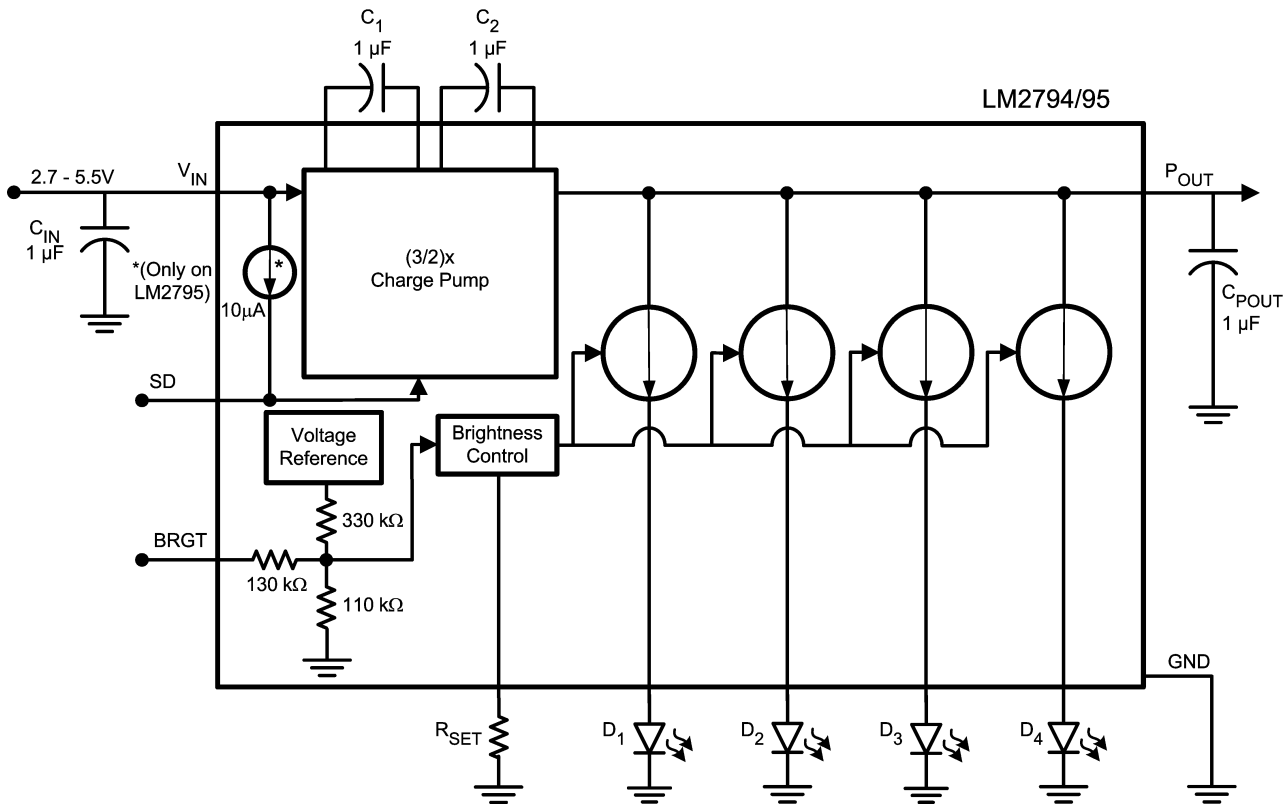 C1
1 µF
C2
1 µF
LM2794/95
2.7 - 5.5V
VIN
POUT
CIN
1 µF
*(Only on
LM2795)
*
10µA
(3/2)x
Charge Pump
CPOUT
1 µF
SD
Voltage
Reference
Brightness
Control
330 kΩ
BRGT
130 kΩ
110 kΩ
GND
RSET
D1
D2
D3
D4